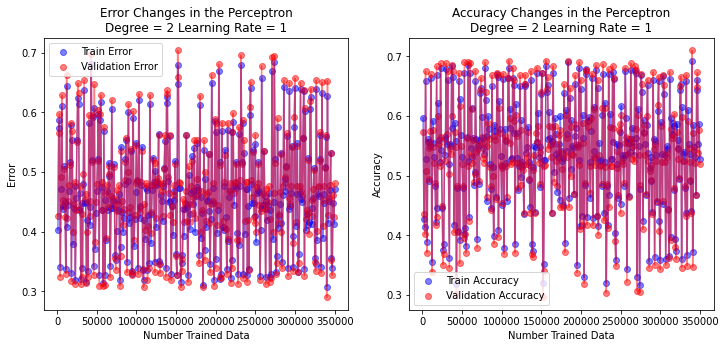 Error Changes in the Perceptron
Degree = 2 Learning Rate = 1
Train Error
Validation Error
0.7
0.6
0.5
0.4
0.3
Error
0 50000 100000 150000 200000 250000 300000 350000
Number Trained Data
Accuracy Changes in the Perceptron
Degree = 2 Learning Rate = 1
0.7
0.6
0.5
0.4
0.3
Accuracy
Train Accuracy
Validation Accuracy
0 50000 100000 150000 200000 250000 300000 350000
Number Trained Data